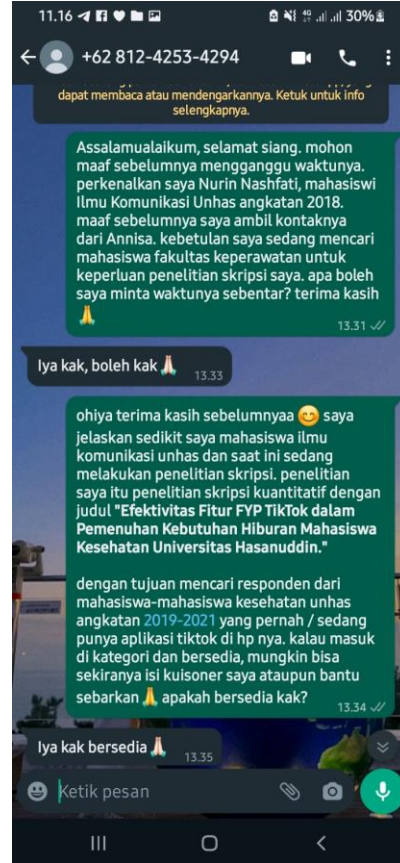 11.16
30%
+62 812-4253-4294
dapat membaca atau mendengarkannya. Ketuk untuk info
selengkapnya.
Assalamualaikum, selamat siang. mohon
maaf sebelumnya mengganggu waktunya.
perkenalkan saya Nurin Nashfati, mahasiswi
Ilmu Komunikasi Unhas angkatan 2018.
maaf sebelumnya saya ambil kontaknya
dari Annisa. kebetulan saya sedang mencari
mahasiswa fakultas keperawatan untuk
keperluan penelitian skripsi saya. apa boleh
saya minta waktunya sebentar? terima kasih
🙏
13.31
Iya kak, boleh kak🙏🏻
13.33
ohiya terima kasih sebelumnyaa 😊 saya
jelaskan sedikit saya mahasiswa ilmu
komunikasi unhas dan saat ini sedang
melakukan penelitian skripsi. penelitian
saya itu penelitian skripsi kuantitatif dengan
judul "Efektivitas Fitur FYP TikTok dalam
Pemenuhan Kebutuhan Hiburan Mahasiswa
Kesehatan Universitas Hasanuddin."
dengan tujuan mencari responden dari
mahasiswa-mahasiswa kesehatan unhas
angkatan 2019-2021 yang pernah / sedang
punya aplikasi tiktok di hp nya. kalau masuk
di kategori dan bersedia, mungkin bisa
sekiranya isi kuisoner saya ataupun bantu
sebarkan 🙏 apakah bersedia kak?
13.34
Iya kak bersedia🙏🏻
13.35
Ketik pesan